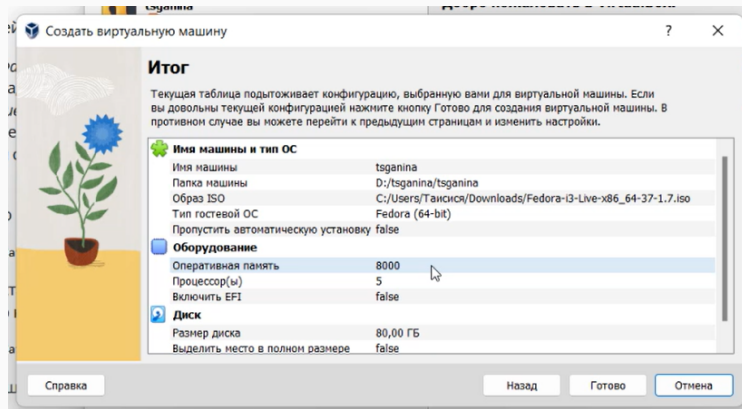 tsganina
Создать виртуальную машину
Итог
Текущая таблица подытоживает конфигурацию, выбранную вами для виртуальной машины. Если
вы довольны текущей конфигурацией нажмите кнопку Готово для создания виртуальной машины. В
противном случае вы можете перейти к предыдущим страницам и изменить настройки.
Имя машины и тип ОС
Имя машины tsganina
Папка машины D:/tsganina/tsganina
Образ ISO C:/Users/Таисися/Downloads/Fedora-i3-Live-x86_64-37-1.7.iso
Тип гостевой ОС Fedora (64-bit)
Пропустить автоматическую установку false
Оборудование
Оперативная память 8000
Процессор(ы) 5
Включить EFI false
Диск
Размер диска 80,00 ГБ
Выделить место в полном размере false
Справка Назад Готово Отмена